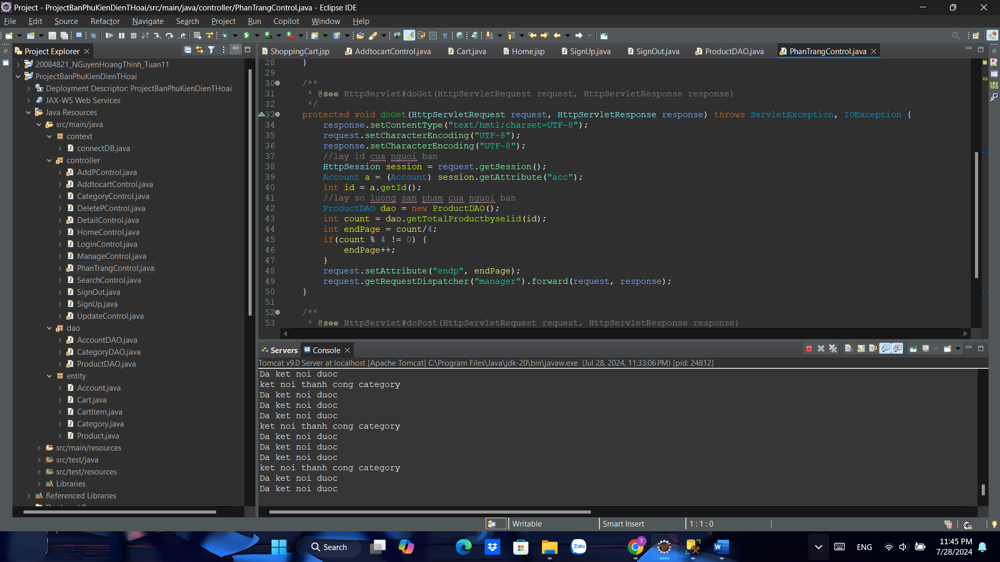 Project - ProjectBanPhuKienDienTHoai/src/main/java/controller/PhanTrangControl.java - Eclipse IDE
File Edit Source Refactor Navigate Search Project Run Copilot Window Help
Project Explorer
ShoppingCart.jsp AddtocartControl.java Cart.java Home.jsp SignUp.java SignOut.java ProductDAO.java PhanTrangControl.java
20084821_NGuyenHoangThinh_Tuan11
ProjectBanPhuKienDienTHoai
Deployment Descriptor: ProjectBanPhuKienDienTHoai
JAX-WS Web Services
Java Resources
src/main/java
context
connectDB.java
controller
AddPControl.java
AddtocartControl.java
CategoryControl.java
DeletePControl.java
DetailControl.java
HomeControl.java
LoginControl.java
ManageControl.java
PhanTrangControl.java
SearchControl.java
SignOut.java
SignUp.java
UpdateControl.java
dao
AccountDAO.java
CategoryDAO.java
ProductDAO.java
entity
Account.java
Cart.java
CartItem.java
Category.java
Product.java
src/main/resources
src/test/java
src/test/resources
Libraries
Referenced Libraries
28 }
29
30 /**
31 * @see HttpServlet#doGet(HttpServletRequest request, HttpServletResponse response)
32 */
33 protected void doGet(HttpServletRequest request, HttpServletResponse response) throws ServletException, IOException {
34 response.setContentType("text/hmtl;charset=UTF-8");
35 request.setCharacterEncoding("UTF-8");
36 response.setCharacterEncoding("UTF-8");
37 //lay id cua nguoi ban
38 HttpSession session = request.getSession();
39 Account a = (Account) session.getAttribute("acc");
40 int id = a.getId();
41 //lay so luong san pham cua nguoi ban
42 ProductDAO dao = new ProductDAO();
43 int count = dao.getTotalProductbyselid(id);
44 int endPage = count/4;
45 if(count % 4 != 0) {
46 endPage++;
47 }
48 request.setAttribute("endp", endPage);
49 request.getRequestDispatcher("manager").forward(request, response);
50 }
51
52 /**
53 * @see HttpServlet#doPost(HttpServletRequest request, HttpServletResponse response)
Servers Console
Tomcat v9.0 Server at localhost [Apache Tomcat] C:\Program Files\Java\jdk-20\bin\javaw.exe (Jul 28, 2024, 11:33:06 PM) [pid: 24812]
Da ket noi duoc
ket noi thanh cong category
Da ket noi duoc
Da ket noi duoc
Da ket noi duoc
ket noi thanh cong category
Da ket noi duoc
Da ket noi duoc
Da ket noi duoc
ket noi thanh cong category
Da ket noi duoc
Da ket noi duoc
Writable Smart Insert 1 : 1 : 0
Search
Zalo
T
ENG
11:45 PM
7/28/2024